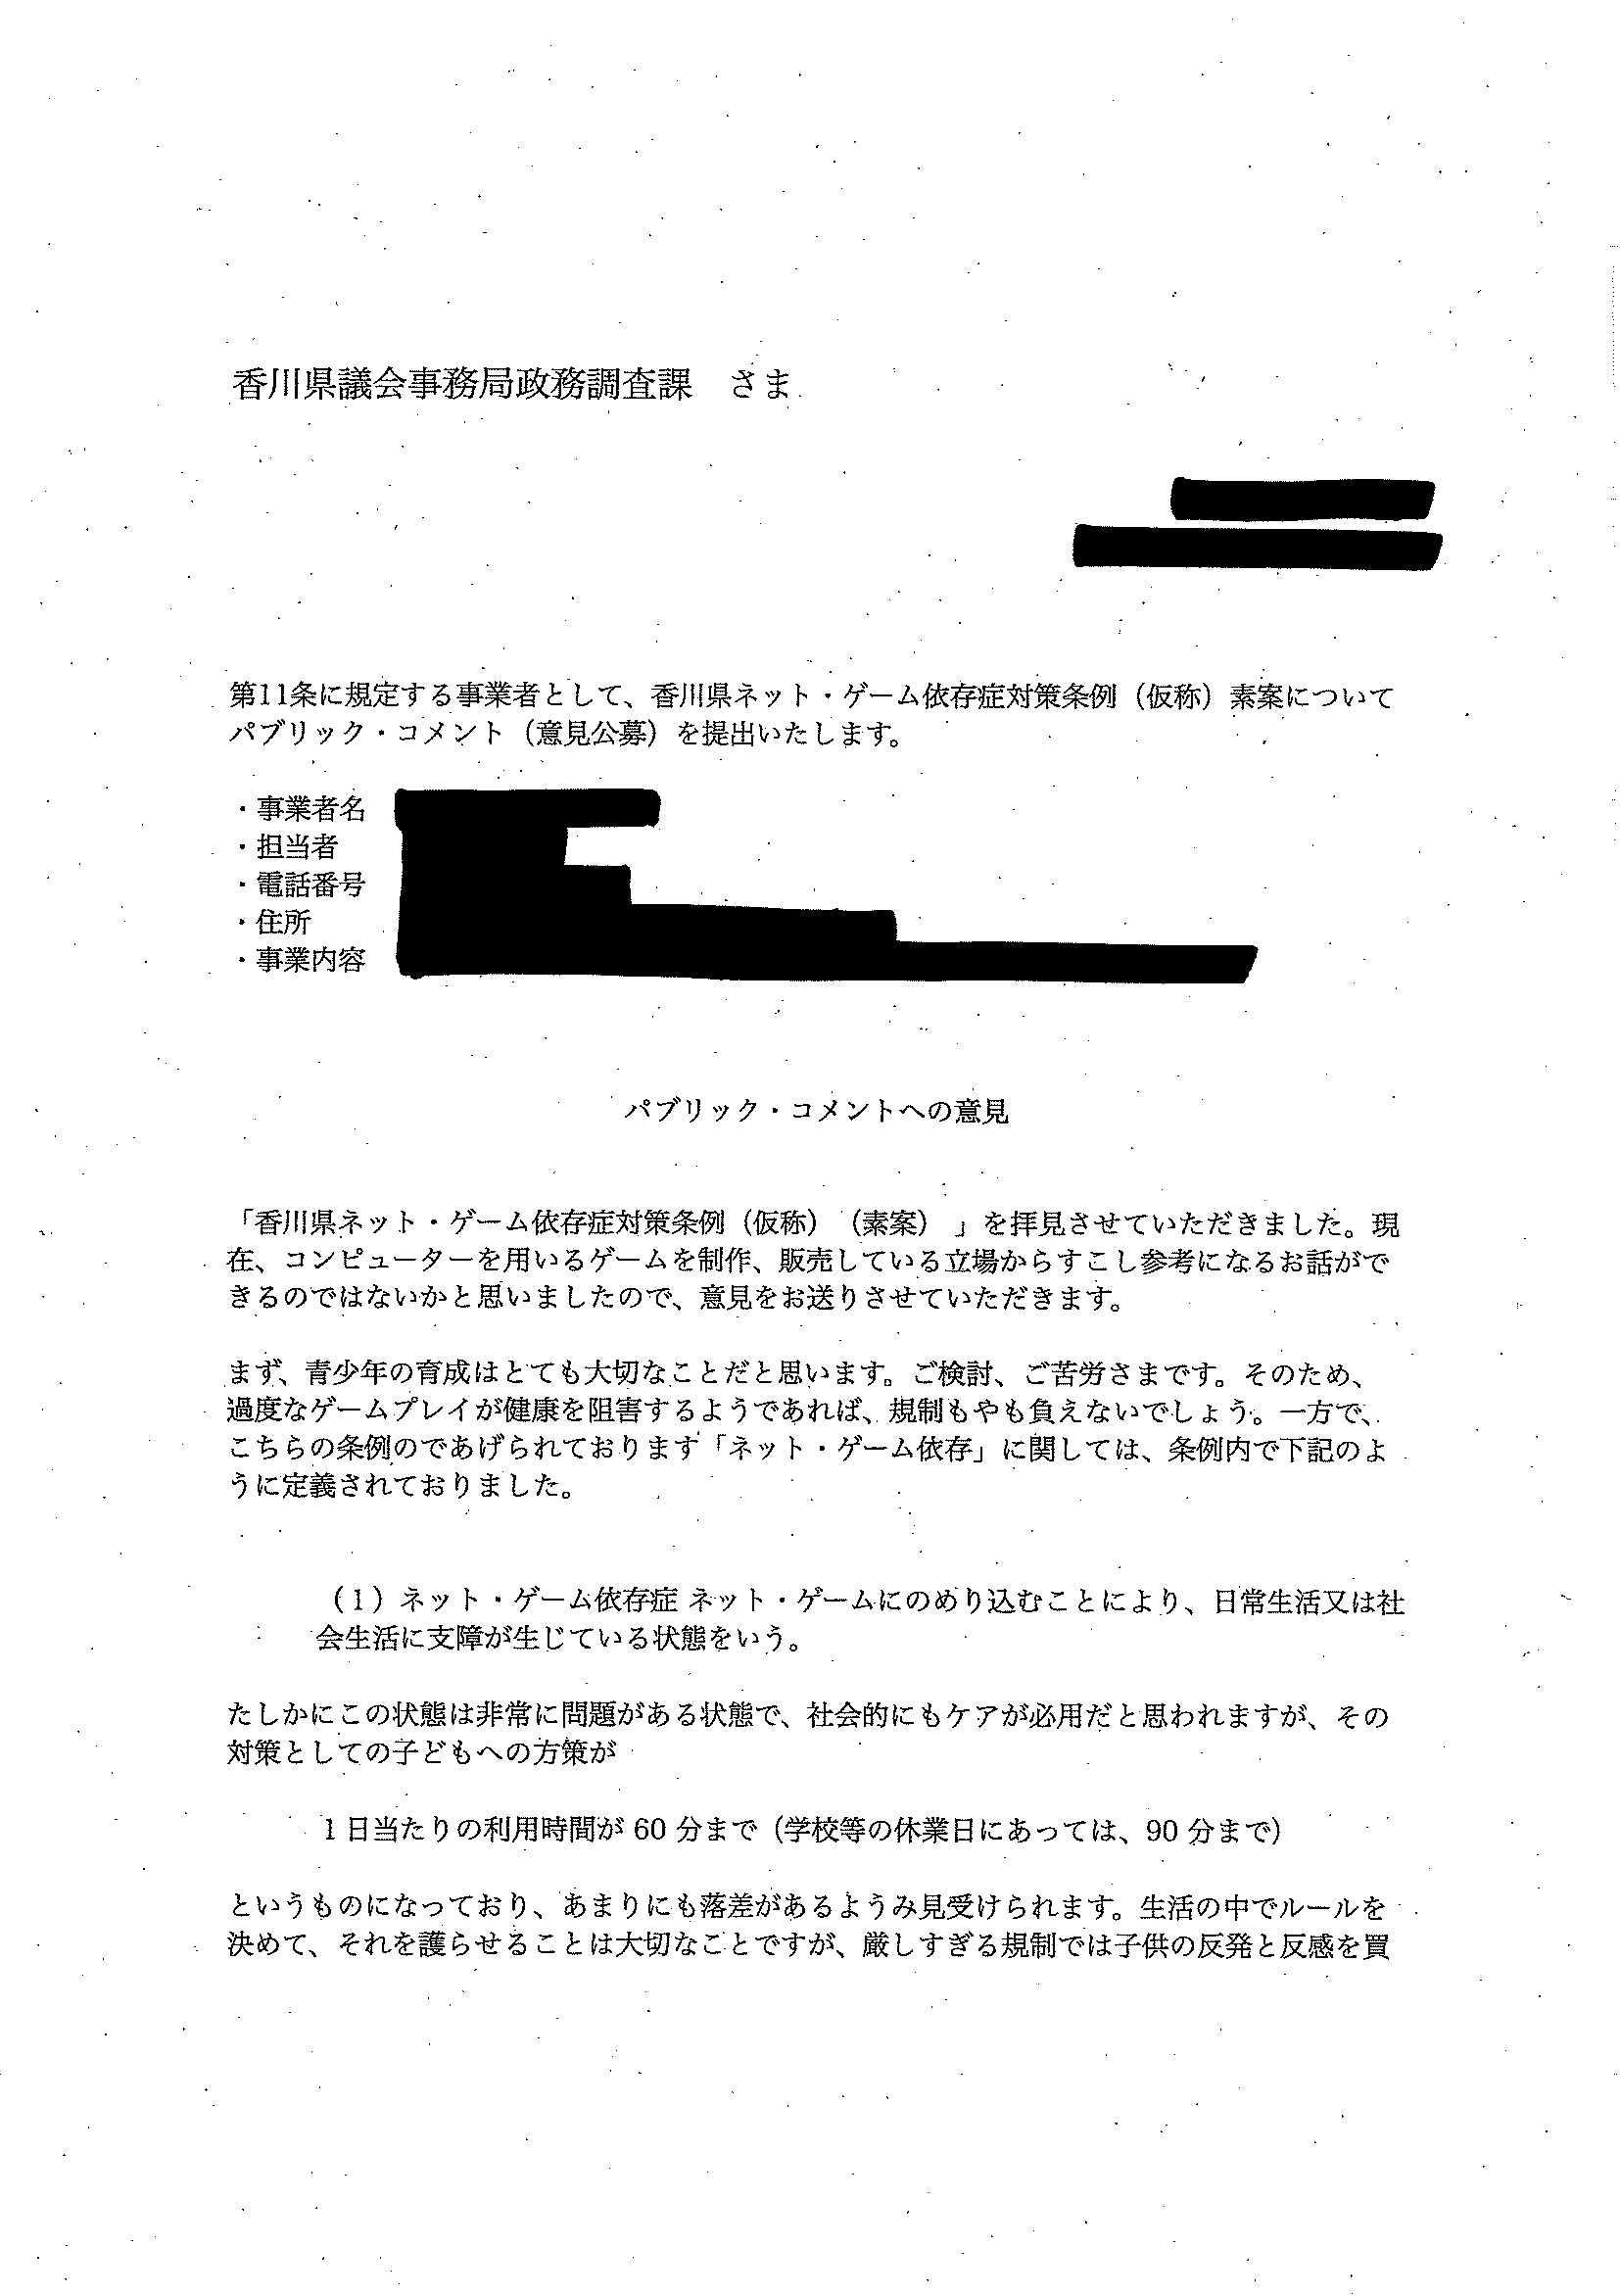 香川県議会事務局政務調査課　さま
第11条に規定する事業者として、香川県ネット・ゲーム依存症対策条例（仮称）素案について
パブリック・コメント（意見公募）を提出いたします。
・事業者名
・担当者
・電話番号
・住所
・事業内容
パブリック・コメントへの意見
「香川県ネット・ゲーム依存症対策条例（仮称）（素案）」を拝見させていただきました。現
在、コンピューターを用いるゲームを制作、販売している立場からすこし参考になるお話がで
きるのではないかと思いましたので、意見をお送りさせていただきます。
まず、青少年の育成はとても大切なことだと思います。ご検討、ご苦労さまです。そのため、
過度なゲームプレイが健康を阻害するようであれば、規制もやも負えないでしょう。一方で、
こちらの条例のであげられております「ネット・ゲーム依存」に関しては、条例内で下記のよ
うに定義されておりました。
（1）ネット・ゲーム依存症 ネット・ゲームにのめり込むことにより、日常生活又は社
会生活に支障が生じている状態をいう。
たしかにこの状態は非常に問題がある状態で、社会的にもケアが必用だと思われますが、その
対策としての子どもへの方策が
1日当たりの利用時間が 60 分まで（学校等の休業日にあっては、90 分まで）
というものになっており、あまりにも落差があるようみ見受けられます。生活の中でルールを
決めて、それを護らせることは大切なことですが、厳しすぎる規制では子供の反発と反感を買